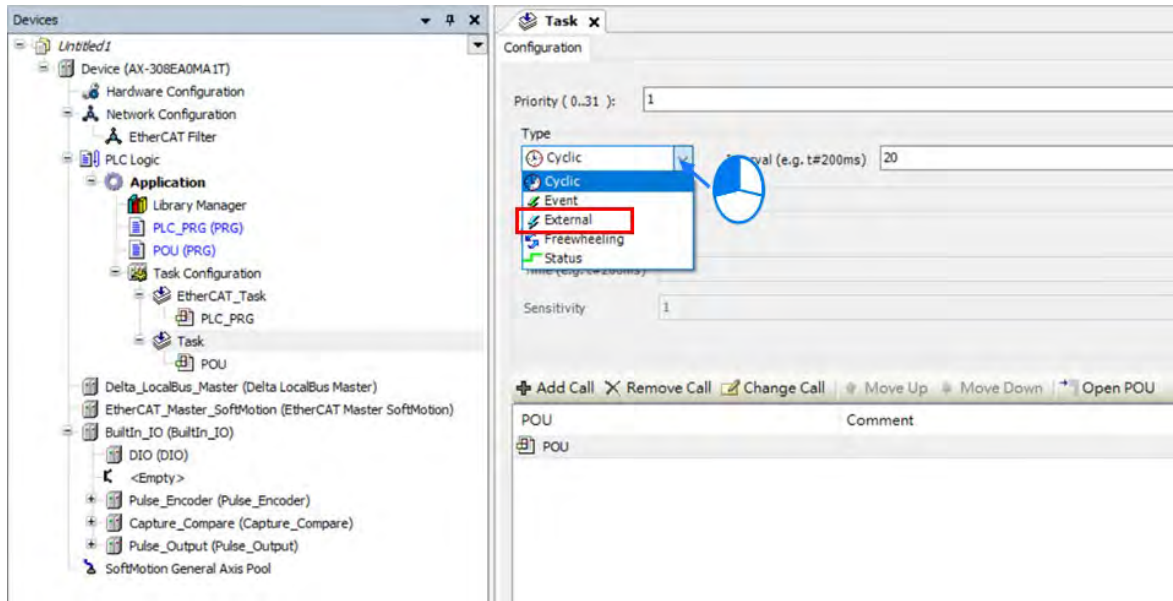 Devices
Untitled1
Device (AX-308EA0MA1T)
Hardware Configuration
Network Configuration
EtherCAT Filter
PLC Logic
Application
Library Manager
PLC_PRG (PRG)
POU (PRG)
Task Configuration
EtherCAT_Task
PLC_PRG
Task
POU
Delta_LocalBus_Master (Delta LocalBus Master)
EtherCAT_Master_SoftMotion (EtherCAT Master SoftMotion)
BuiltIn_IO (BuiltIn_IO)
DIO (DIO)
<Empty>
Pulse_Encoder (Pulse_Encoder)
Capture_Compare (Capture_Compare)
Pulse_Output (Pulse_Output)
SoftMotion General Axis Pool
Task
Configuration
Priority ( 0..31 ): 1
Type
Cyclic (e.g. t#200ms) 20
Cyclic
Event
External
Freewheeling
Status
Sensitivity 1
Add Call Remove Call Change Call Move Up Move Down Open POU
POU Comment
POU